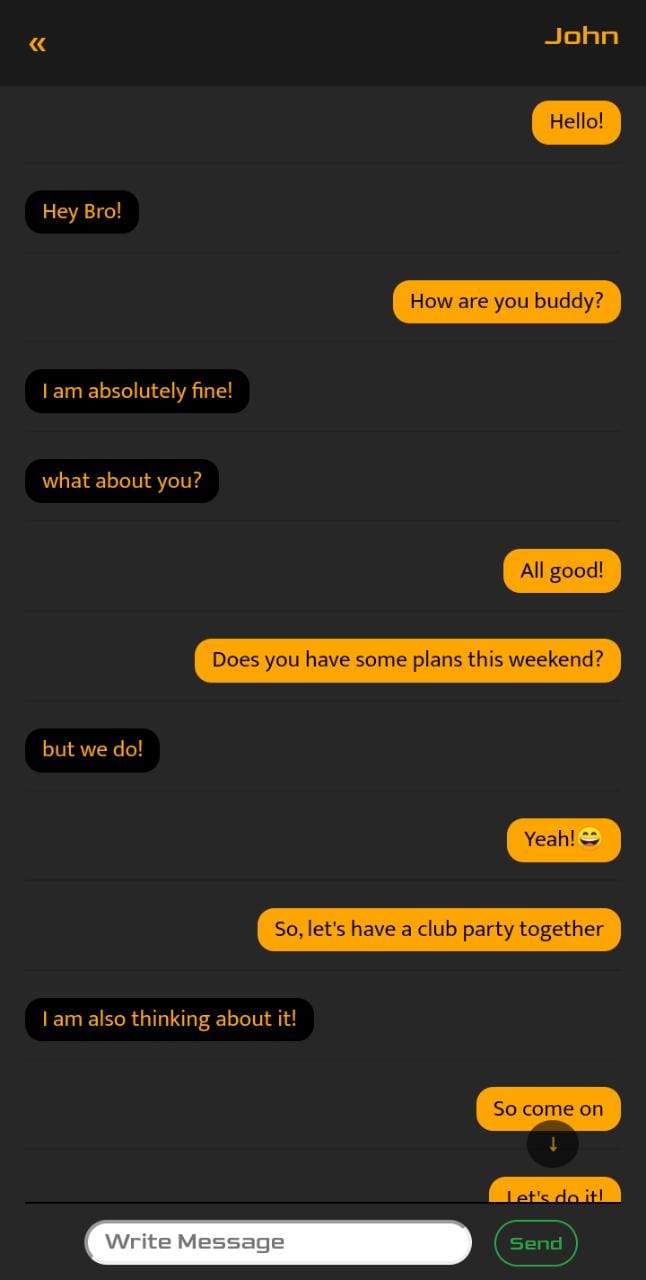 «
John
Hello!
Hey Bro!
How are you buddy?
I am absolutely fine!
what about you?
All good!
Does you have some plans this weekend?
but we do!
Yeah!😄
So, let's have a club party together
I am also thinking about it!
So come on
↓
Let's do it!
Write Message
Send